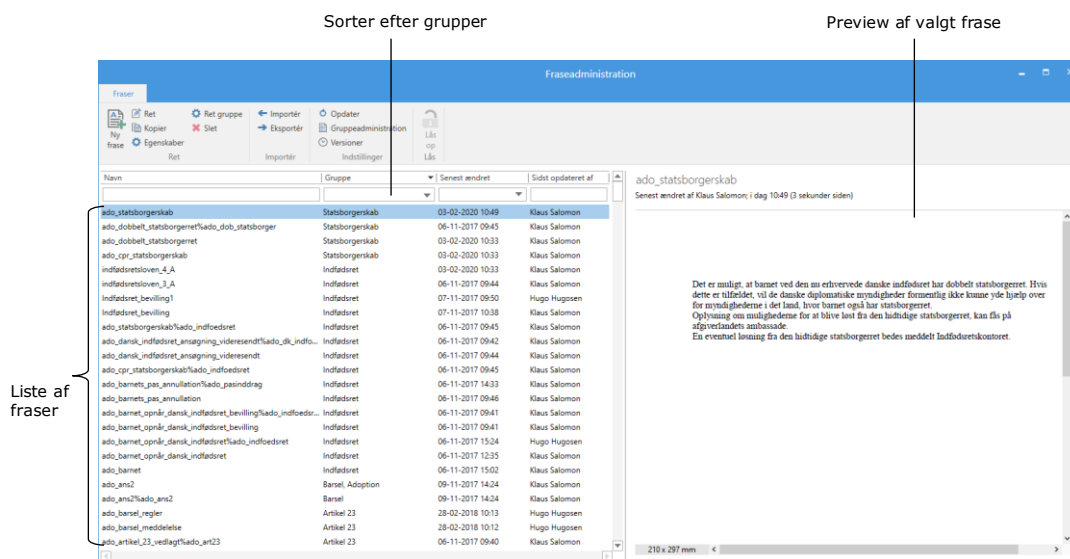 Sorter efter grupper
Preview af valgt frase
Fraseadministration
Fraser
Ny frase
Ret
Kopier
Egenskaber
Ret gruppe
Slet
Ret
Importér
Eksportér
Importér
Opdater
Gruppeadministration
Versioner
Indstillinger
Lås op
Lås
Navn Gruppe Senest ændret Sidst opdateret af
ado_statsborgerskab Statsborgerskab 03-02-2020 10:49 Klaus Salomon
ado_dobbelt_statsborgerret%ado_dob_statsborger Statsborgerskab 06-11-2017 09:45 Klaus Salomon
ado_dobbelt_statsborgerret Statsborgerskab 03-02-2020 10:33 Klaus Salomon
ado_cpr_statsborgerskab Statsborgerskab 03-02-2020 10:33 Klaus Salomon
indfødsretsloven_4_A Indfødsret 03-02-2020 10:33 Klaus Salomon
indfødsretsloven_3_A Indfødsret 06-11-2017 09:44 Klaus Salomon
Indfødsret_bevilling1 Indfødsret 07-11-2017 09:50 Hugo Hugosen
Indfødsret_bevilling Indfødsret 07-11-2017 10:38 Klaus Salomon
ado_statsborgerskab%ado_indfoedsret Indfødsret 06-11-2017 09:45 Klaus Salomon
ado_dansk_indfødsret_ansøgning_videresendt%ado_dk_indfo... Indfødsret 06-11-2017 09:42 Klaus Salomon
ado_dansk_indfødsret_ansøgning_videresendt Indfødsret 06-11-2017 09:44 Klaus Salomon
ado_cpr_statsborgerskab%ado_indfoedsret Indfødsret 06-11-2017 09:45 Klaus Salomon
ado_barnets_pas_annullation%ado_pasinddrag Indfødsret 06-11-2017 14:33 Klaus Salomon
ado_barnets_pas_annullation Indfødsret 06-11-2017 09:46 Klaus Salomon
ado_barnet_opnår_dansk_indfødsret_bevilling%ado_indfoedsr... Indfødsret 06-11-2017 09:41 Klaus Salomon
ado_barnet_opnår_dansk_indfødsret_bevilling Indfødsret 06-11-2017 09:41 Klaus Salomon
ado_barnet_opnår_dansk_indfødsret%ado_indfoedsret Indfødsret 06-11-2017 15:24 Hugo Hugosen
ado_barnet_opnår_dansk_indfødsret Indfødsret 06-11-2017 12:35 Klaus Salomon
ado_barnet Indfødsret 06-11-2017 15:02 Klaus Salomon
ado_ans2 Barsel, Adoption 09-11-2017 14:24 Klaus Salomon
ado_ans2%ado_ans2 Barsel 09-11-2017 14:24 Klaus Salomon
ado_barsel_regler Artikel 23 28-02-2018 10:13 Hugo Hugosen
ado_barsel_meddelelse Artikel 23 28-02-2018 10:12 Hugo Hugosen
ado_artikel_23_vedlagt%ado_art23 Artikel 23 06-11-2017 09:40 Klaus Salomon
Liste af
fraser
ado_statsborgerskab
Senest ændret af Klaus Salomon; i dag 10:49 (3 sekunder siden)
Det er muligt, at barnet ved den nu erhvervede danske indfødsret har dobbelt statsborgerret. Hvis
dette er tilfældet, vil de danske diplomatiske myndigheder formentlig ikke kunne yde hjælp over
for myndighederne i det land, hvor barnet også har statsborgerret.
Oplysning om mulighederne for at blive løst fra den hidtidige statsborgerret, kan fås på
afgiverlandets ambassade.
En eventuel løsning fra den hidtidige statsborgerret bedes meddelt Indfødsretskontoret.
210 x 297 mm